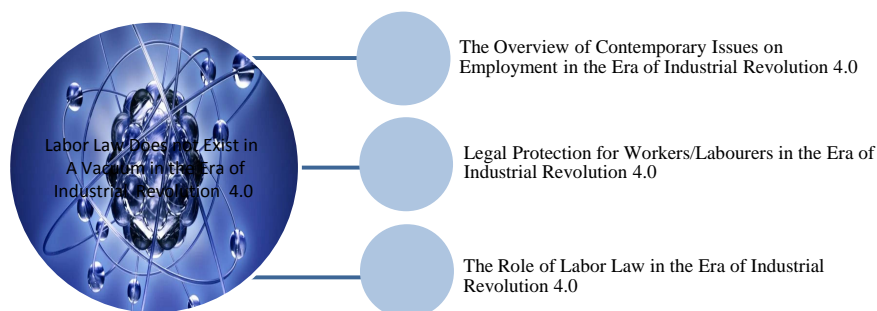 Labor Law Does not Exist in
A Vacuum in the Era of
Industrial Revolution 4.0
The Overview of Contemporary Issues on
Employment in the Era of Industrial Revolution 4.0
Legal Protection for Workers/Labourers in the Era of
Industrial Revolution 4.0
The Role of Labor Law in the Era of Industrial
Revolution 4.0